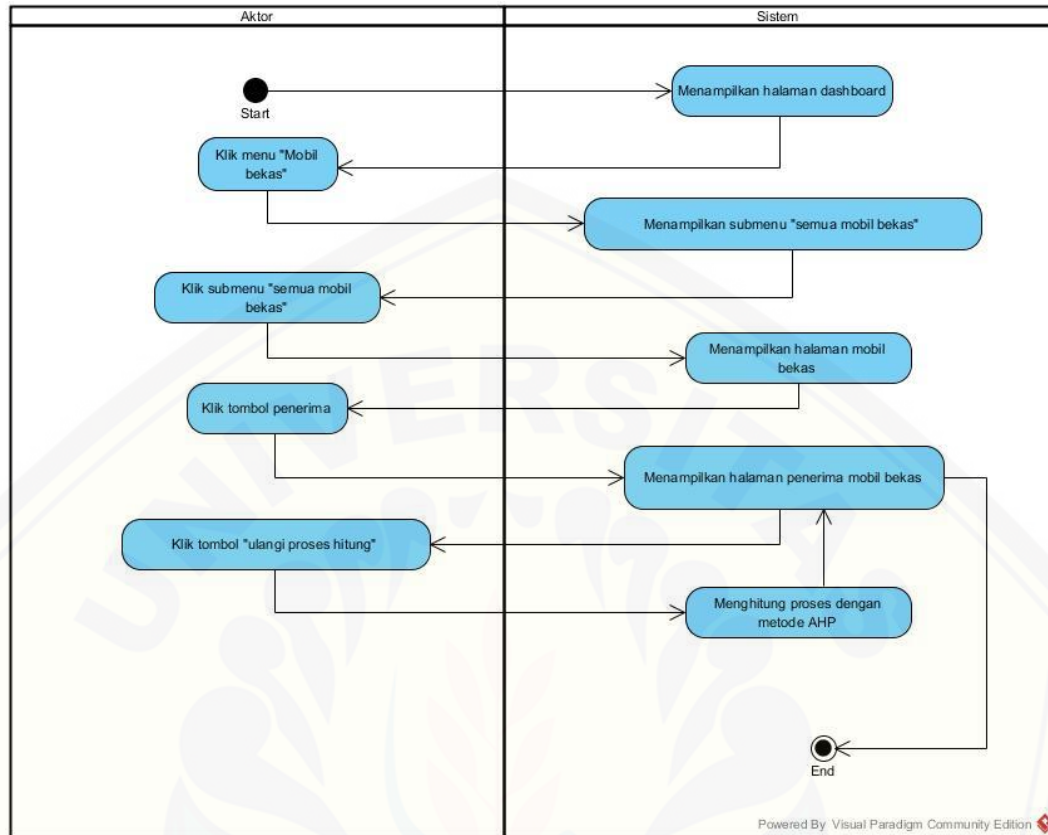 Aktor
Sistem
Start
Menampilkan halaman dashboard
Klik menu "Mobil
bekas"
Menampilkan submenu "semua mobil bekas"
Klik submenu "semua mobil
bekas"
Menampilkan halaman mobil
bekas
Klik tombol penerima
Menampilkan halaman penerima mobil bekas
Klik tombol "ulangi proses hitung"
Menghitung proses dengan
metode AHP
End
UNIVERSITA
Powered By Visual Paradigm Community Edition